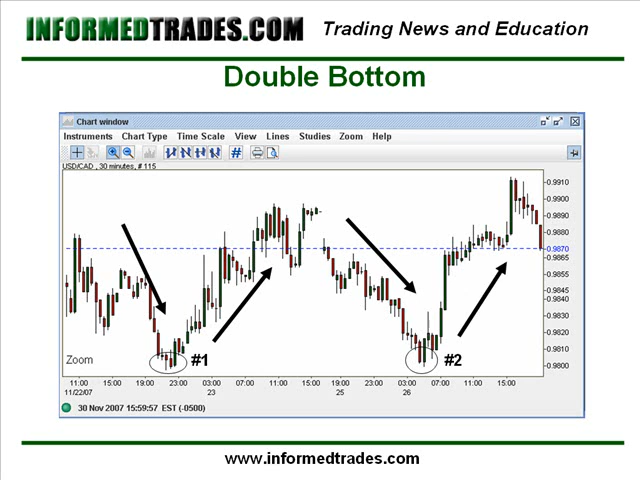 INFORMEDTRADES.COM Trading News and Education
Double Bottom
Chart window
Instruments Chart Type Time Scale View Lines Studies Zoom Help
#
USD/CAD , 30 minutes, # 115
0.9910
0.9890
0.9880
0.9870
0.9865
0.9855
0.9845
0.9840
0.9830
0.9820
0.9810
0.9800
Zoom
#1
#2
11:00 15:00 19:00 23:00 03:00 07:00 11:00 15:00 19:00 23:00 03:00 07:00 11:00 15:00
11/22/07 23 25 26
30 Nov 2007 15:59:57 EST (-0500)
www.informedtrades.com